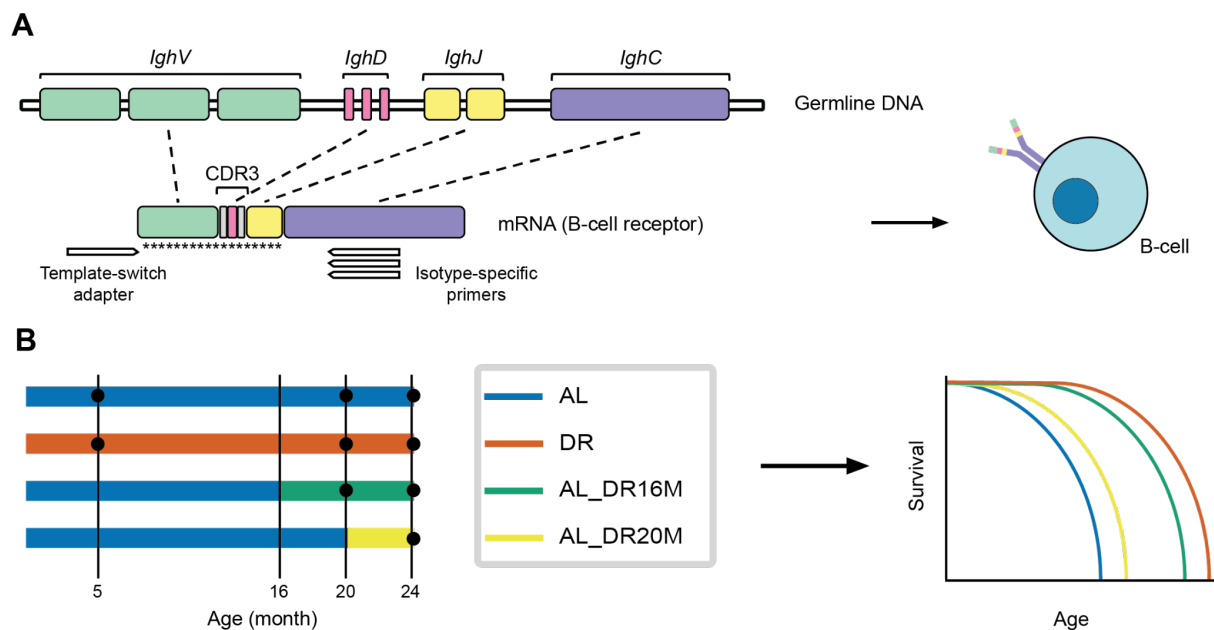 A
IghV
IghD
IghJ
IghC
Germline DNA
CDR3
mRNA (B-cell receptor)
********************
Template-switch
adapter
Isotype-specific
primers
B-cell
B
AL
DR
AL_DR16M
AL_DR20M
5
16
20
24
Age (month)
Survival
Age